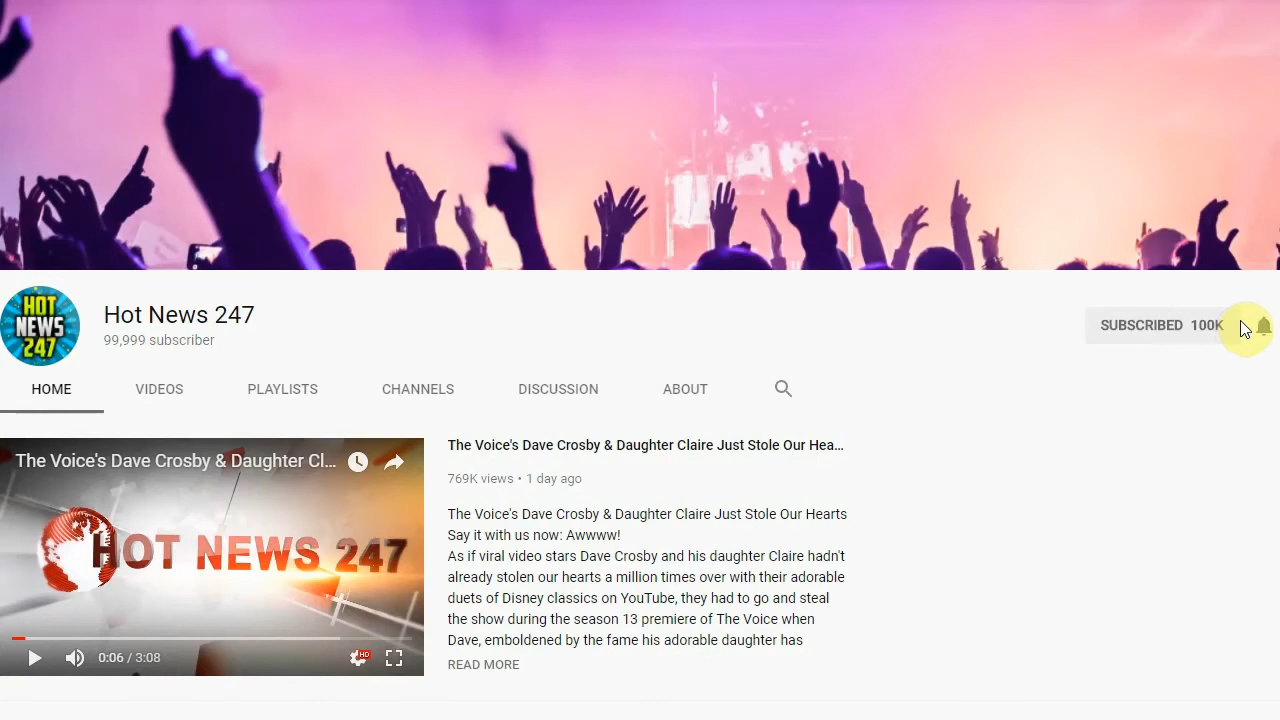 HOT
NEWS
247
Hot News 247
99,999 subscriber
SUBSCRIBED 100K
HOME VIDEOS PLAYLISTS CHANNELS DISCUSSION ABOUT
The Voice's Dave Crosby & Daughter Cl...
HOT NEWS 247
0:06 / 3:08
HD
The Voice's Dave Crosby & Daughter Claire Just Stole Our Hea...
769K views • 1 day ago
The Voice's Dave Crosby & Daughter Claire Just Stole Our Hearts
Say it with us now: Awwww!
As if viral video stars Dave Crosby and his daughter Claire hadn't
already stolen our hearts a million times over with their adorable
duets of Disney classics on YouTube, they had to go and steal
the show during the season 13 premiere of The Voice when
Dave, emboldened by the fame his adorable daughter has
READ MORE